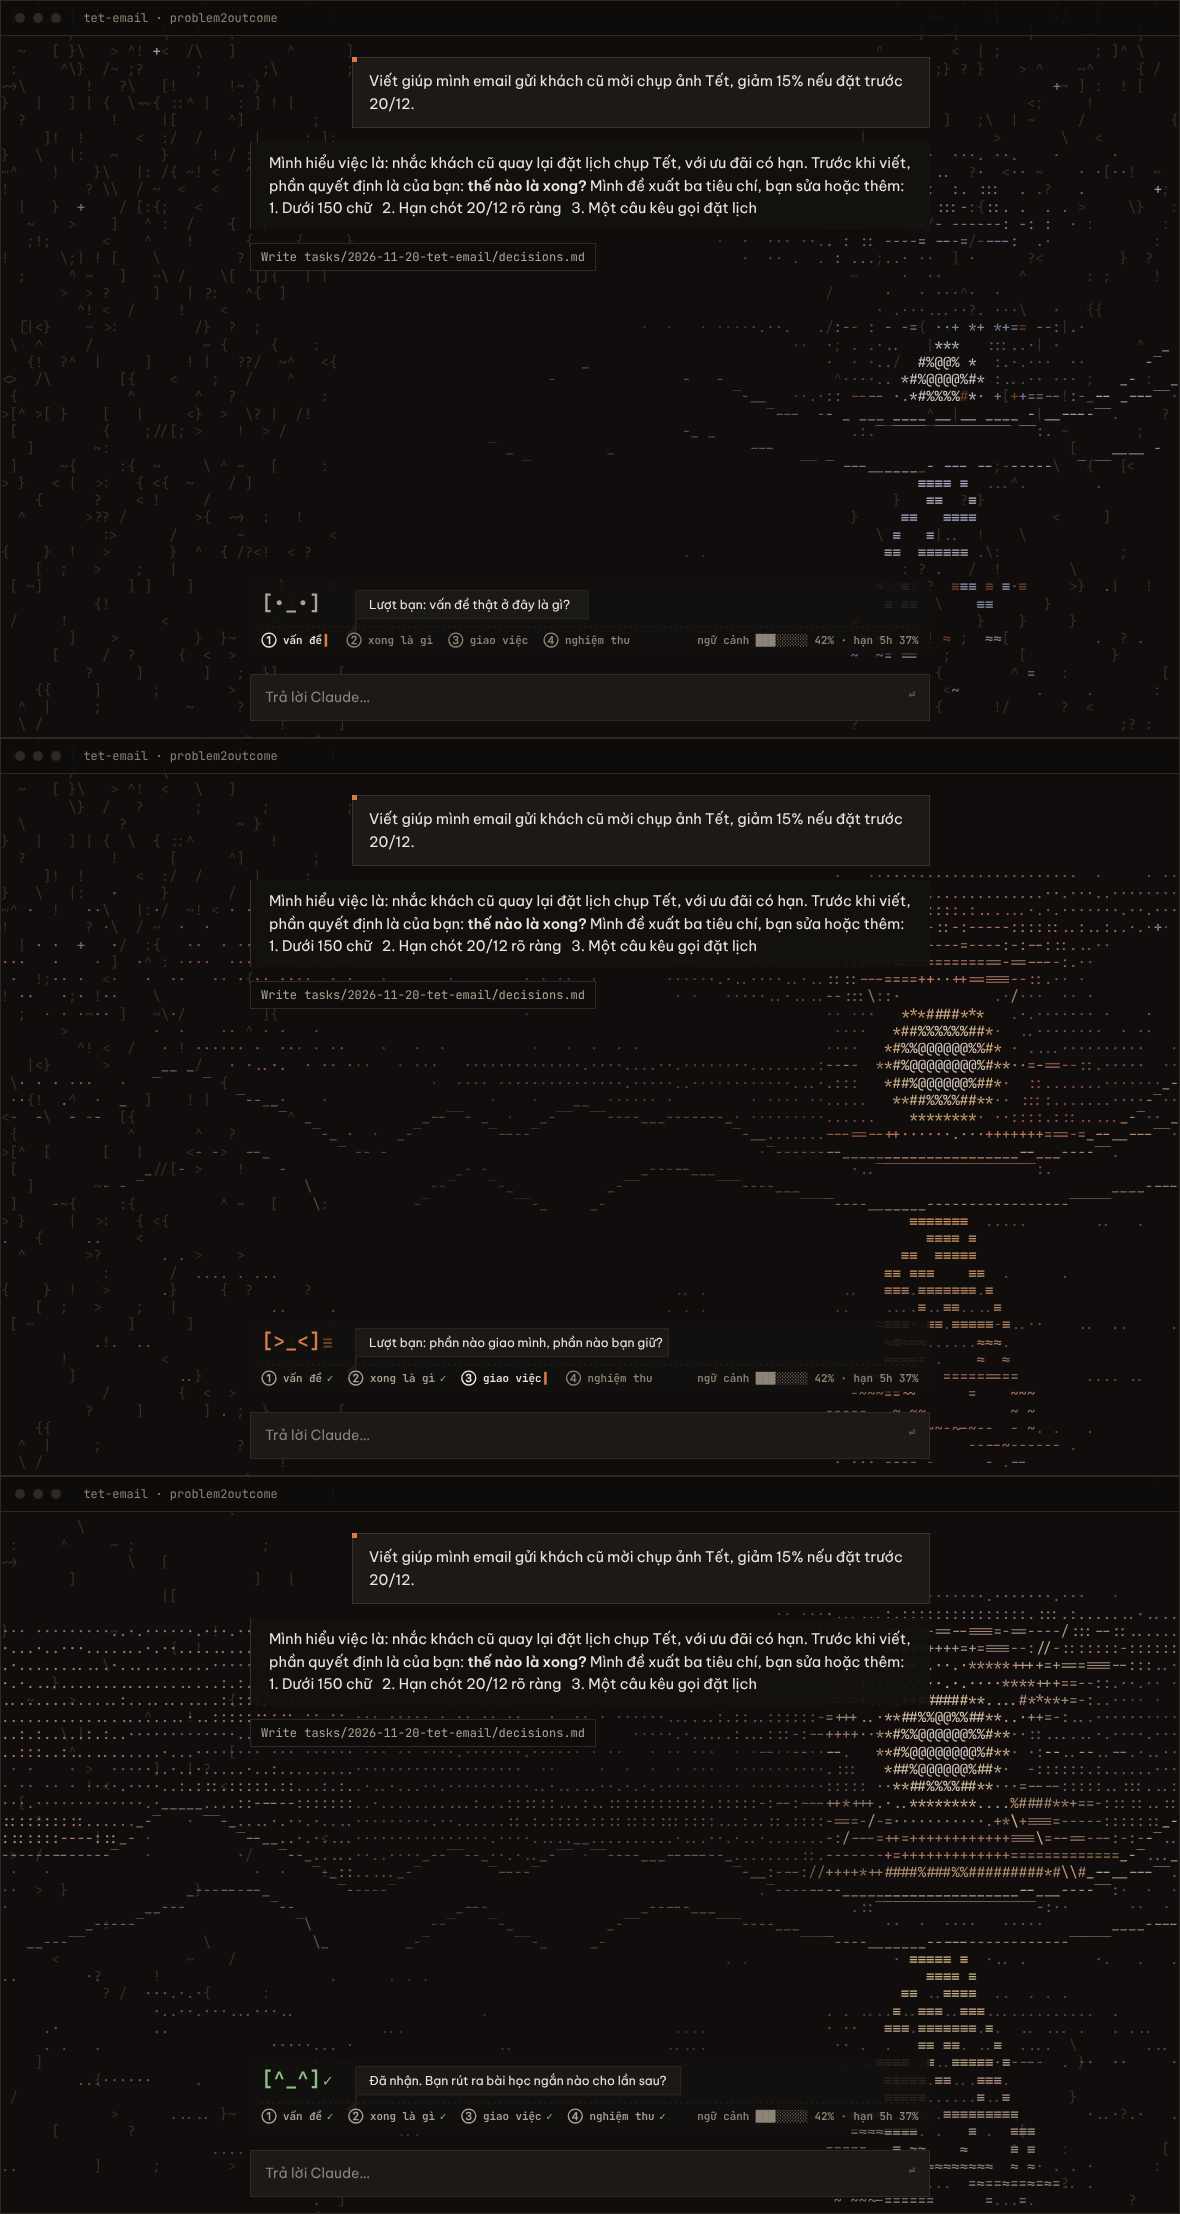 tet-email · problem2outcome
Viết giúp mình email gửi khách cũ mời chụp ảnh Tết, giảm 15% nếu đặt trước
20/12.
Mình hiểu việc là: nhắc khách cũ quay lại đặt lịch chụp Tết, với ưu đãi có hạn. Trước khi viết,
phần quyết định là của bạn: thế nào là xong? Mình đề xuất ba tiêu chí, bạn sửa hoặc thêm:
1. Dưới 150 chữ 2. Hạn chót 20/12 rõ ràng 3. Một câu kêu gọi đặt lịch
Write tasks/2026-11-20-tet-email/decisions.md
[•_•] Lượt bạn: vấn đề thật ở đây là gì?
① vấn đề ② xong là gì ③ giao việc ④ nghiệm thu ngữ cảnh ███░░░░░ 42% · hạn 5h 37%
Trả lời Claude... ⏎
tet-email · problem2outcome
Viết giúp mình email gửi khách cũ mời chụp ảnh Tết, giảm 15% nếu đặt trước
20/12.
Mình hiểu việc là: nhắc khách cũ quay lại đặt lịch chụp Tết, với ưu đãi có hạn. Trước khi viết,
phần quyết định là của bạn: thế nào là xong? Mình đề xuất ba tiêu chí, bạn sửa hoặc thêm:
1. Dưới 150 chữ 2. Hạn chót 20/12 rõ ràng 3. Một câu kêu gọi đặt lịch
Write tasks/2026-11-20-tet-email/decisions.md
[>_<]≡ Lượt bạn: phần nào giao mình, phần nào bạn giữ?
① vấn đề ✓ ② xong là gì ✓ ③ giao việc ④ nghiệm thu ngữ cảnh ███░░░░░ 42% · hạn 5h 37%
Trả lời Claude... ⏎
tet-email · problem2outcome
Viết giúp mình email gửi khách cũ mời chụp ảnh Tết, giảm 15% nếu đặt trước
20/12.
Mình hiểu việc là: nhắc khách cũ quay lại đặt lịch chụp Tết, với ưu đãi có hạn. Trước khi viết,
phần quyết định là của bạn: thế nào là xong? Mình đề xuất ba tiêu chí, bạn sửa hoặc thêm:
1. Dưới 150 chữ 2. Hạn chót 20/12 rõ ràng 3. Một câu kêu gọi đặt lịch
Write tasks/2026-11-20-tet-email/decisions.md
[^_^]✓ Đã nhận. Bạn rút ra bài học ngắn nào cho lần sau?
① vấn đề ✓ ② xong là gì ✓ ③ giao việc ✓ ④ nghiệm thu ✓ ngữ cảnh ███░░░░░ 42% · hạn 5h 37%
Trả lời Claude... ⏎